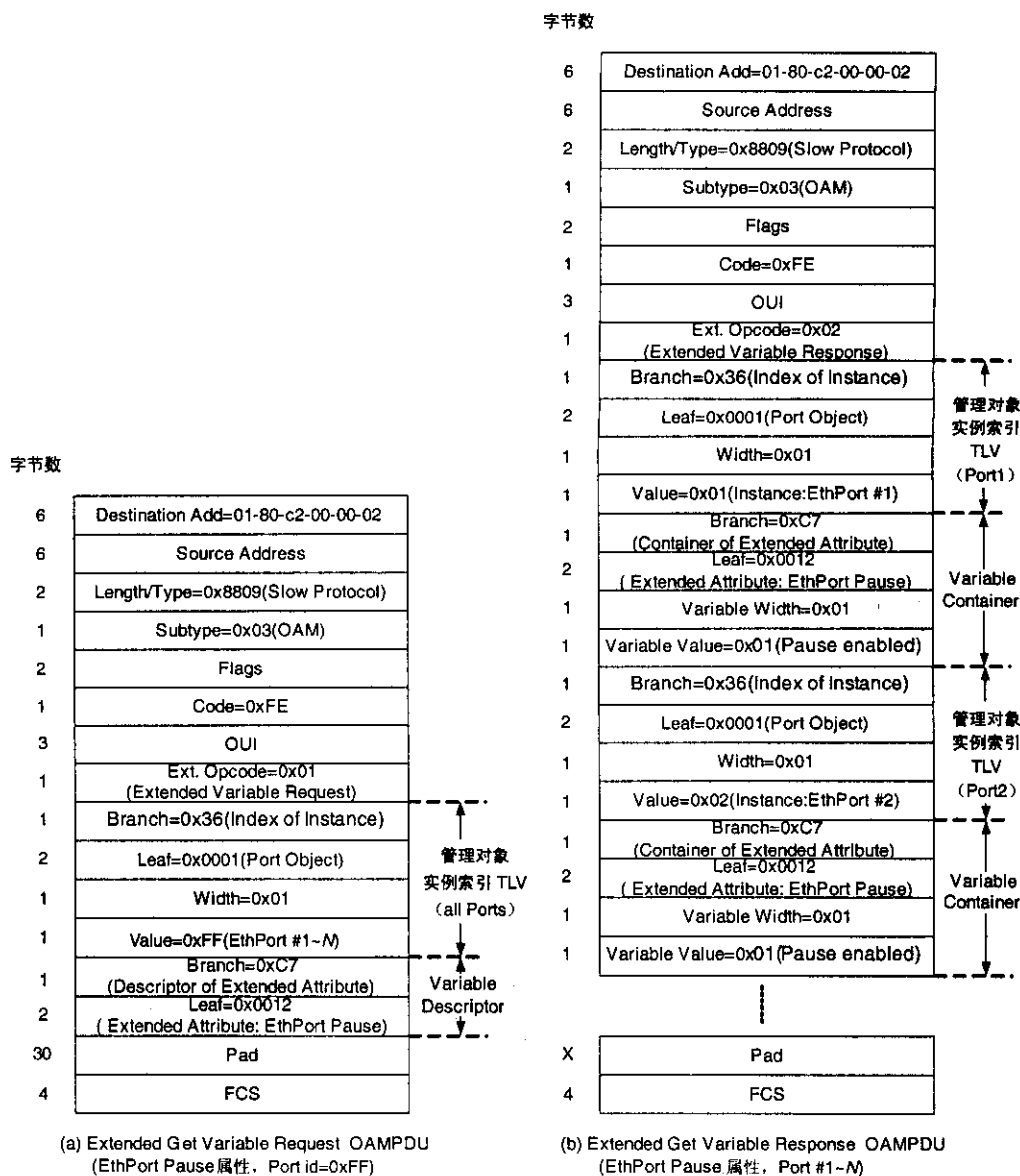 字节数
6 Destination Add=01-80-c2-00-00-02
6 Source Address
2 Length/Type=0x8809(Slow Protocol)
1 Subtype=0x03(OAM)
2 Flags
1 Code=0xFE
3 OUI
1 Ext. Opcode=0x01
(Extended Variable Request)
1 Branch=0x36(Index of Instance)
2 Leaf=0x0001(Port Object)
1 Width=0x01
1 Value=0xFF(EthPort #1~N)
管理对象
实例索引 TLV
(all Ports)
1 Branch=0xC7
(Descriptor of Extended Attribute)
2 Leaf=0x0012
( Extended Attribute: EthPort Pause)
Variable
Descriptor
30 Pad
4 FCS
(a) Extended Get Variable Request OAMPDU
(EthPort Pause 属性，Port id=0xFF)
字节数
6 Destination Add=01-80-c2-00-00-02
6 Source Address
2 Length/Type=0x8809(Slow Protocol)
1 Subtype=0x03(OAM)
2 Flags
1 Code=0xFE
3 OUI
1 Ext. Opcode=0x02
(Extended Variable Response)
1 Branch=0x36(Index of Instance)
2 Leaf=0x0001(Port Object)
1 Width=0x01
1 Value=0x01(Instance:EthPort #1)
管理对象
实例索引
TLV
（Port1）
1 Branch=0xC7
(Container of Extended Attribute)
2 Leaf=0x0012
( Extended Attribute: EthPort Pause)
1 Variable Width=0x01
1 Variable Value=0x01(Pause enabled)
Variable
Container
1 Branch=0x36(Index of Instance)
2 Leaf=0x0001(Port Object)
1 Width=0x01
1 Value=0x02(Instance:EthPort #2)
管理对象
实例索引
TLV
（Port2）
1 Branch=0xC7
(Container of Extended Attribute)
2 Leaf=0x0012
( Extended Attribute: EthPort Pause)
1 Variable Width=0x01
1 Variable Value=0x01(Pause enabled)
Variable
Container
X Pad
4 FCS
(b) Extended Get Variable Response OAMPDU
(EthPort Pause 属性，Port #1~N)